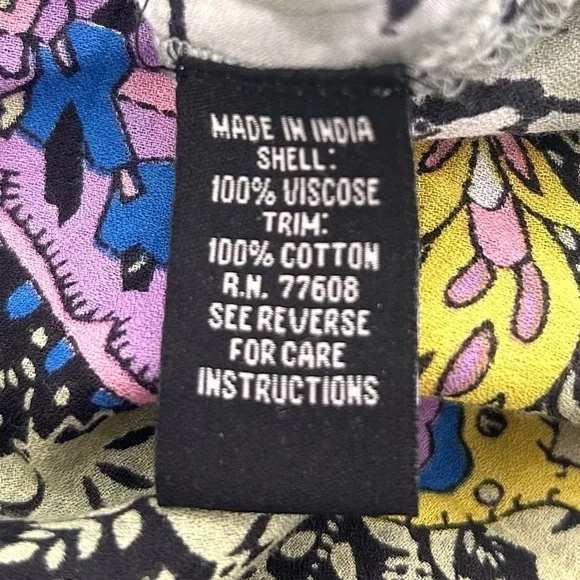 MADE IN INDIA
SHELL:
100% VISCOSE
TRIM:
100% COTTON
R.N. 77608
SEE REVERSE
FOR CARE
INSTRUCTIONS